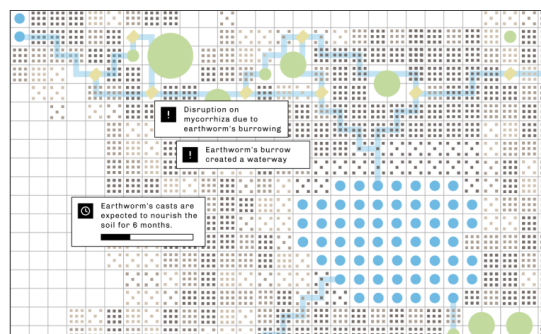 ! Disruption on
mycorrhiza due to
earthworm's burrowing
! Earthworm's burrow
created a waterway
Earthworm's casts are
expected to nourish the
soil for 6 months.